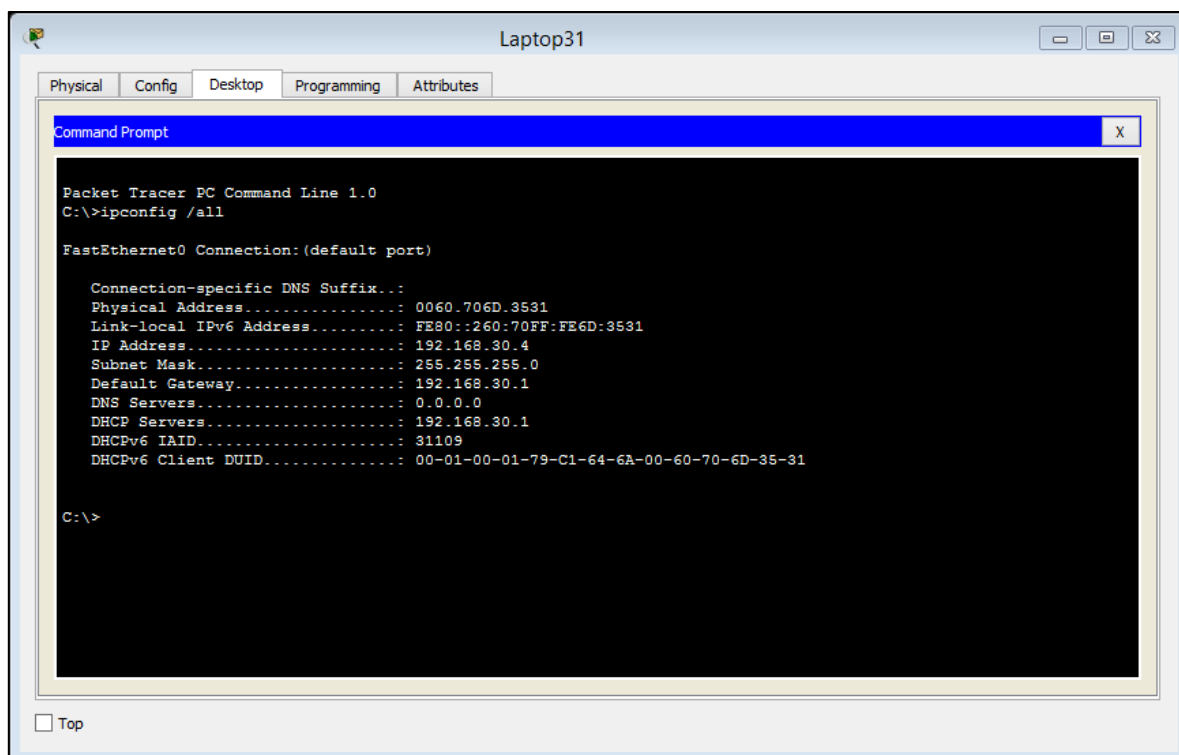 Laptop31
Physical Config Desktop Programming Attributes
Command Prompt X
Packet Tracer PC Command Line 1.0
C:\>ipconfig /all
FastEthernet0 Connection:(default port)
Connection-specific DNS Suffix..:
Physical Address................: 0060.706D.3531
Link-local IPv6 Address.........: FE80::260:70FF:FE6D:3531
IP Address......................: 192.168.30.4
Subnet Mask.....................: 255.255.255.0
Default Gateway.................: 192.168.30.1
DNS Servers.....................: 0.0.0.0
DHCP Servers....................: 192.168.30.1
DHCPv6 IAID.....................: 31109
DHCPv6 Client DUID..............: 00-01-00-01-79-C1-64-6A-00-60-70-6D-35-31
C:\>
Top